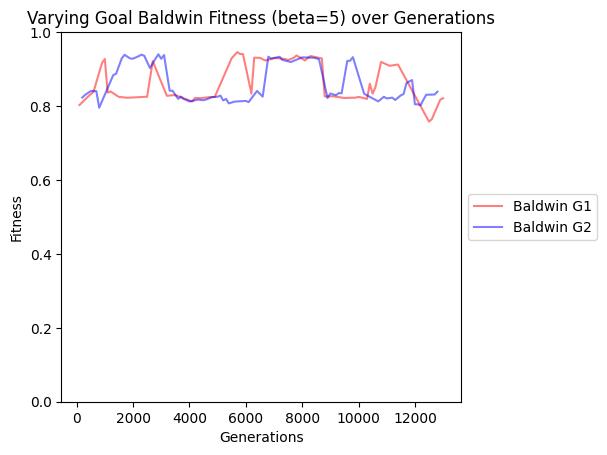 Varying Goal Baldwin Fitness (beta=5) over Generations
1.0
0.8
0.6
0.4
0.2
0.0
Fitness
0 2000 4000 6000 8000 10000 12000
Generations
Baldwin G1
Baldwin G2